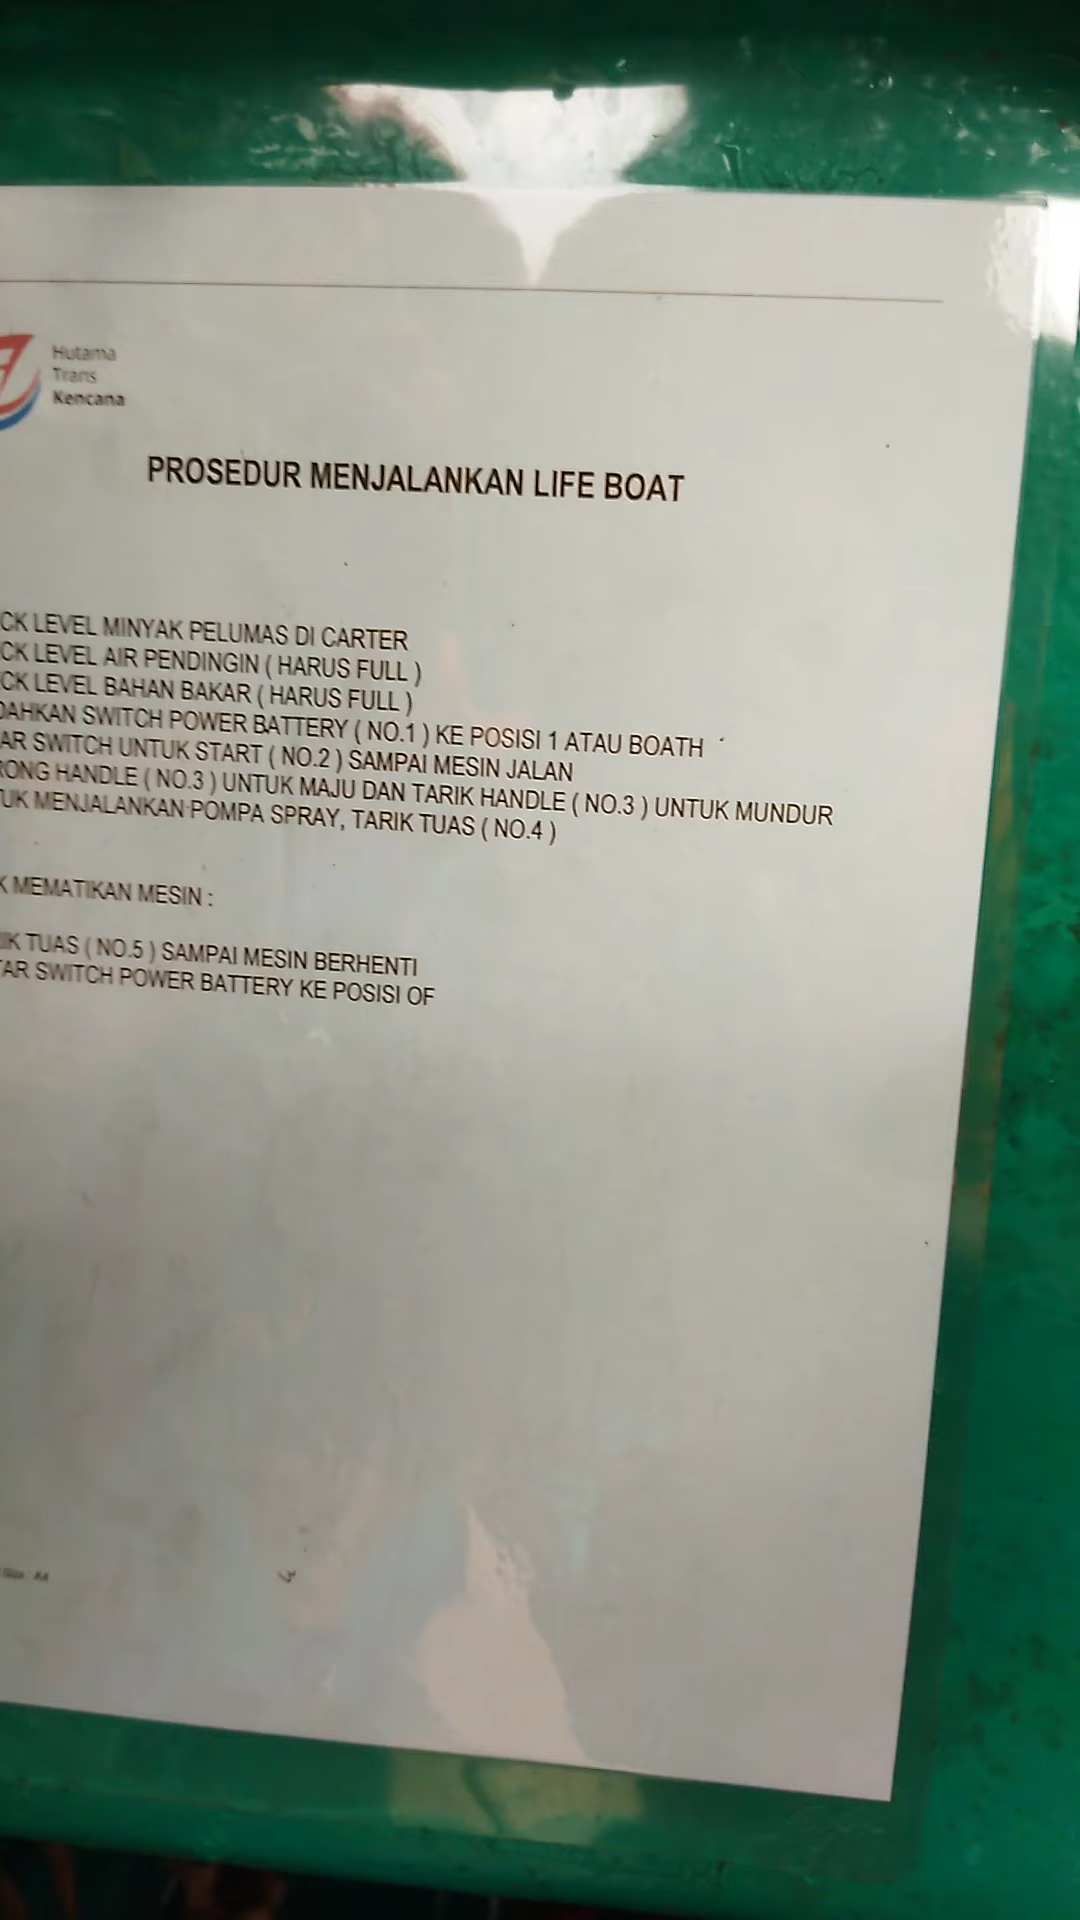 Hutama
Trans
Kencana
PROSEDUR MENJALANKAN LIFE BOAT
CK LEVEL MINYAK PELUMAS DI CARTER
CK LEVEL AIR PENDINGIN ( HARUS FULL )
CK LEVEL BAHAN BAKAR ( HARUS FULL )
DAHKAN SWITCH POWER BATTERY ( NO.1 ) KE POSISI 1 ATAU BOATH
AR SWITCH UNTUK START ( NO.2 ) SAMPAI MESIN JALAN
RONG HANDLE ( NO.3 ) UNTUK MAJU DAN TARIK HANDLE ( NO.3 ) UNTUK MUNDUR
UK MENJALANKAN POMPA SPRAY, TARIK TUAS ( NO.4 )
K MEMATIKAN MESIN :
IK TUAS ( NO.5 ) SAMPAI MESIN BERHENTI
TAR SWITCH POWER BATTERY KE POSISI OF
: A4